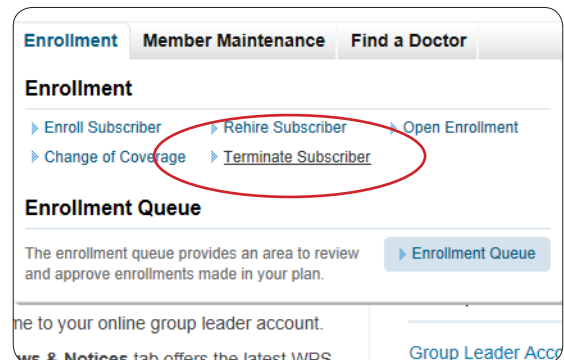 Enrollment Member Maintenance Find a Doctor
Enrollment
Enroll Subscriber Rehire Subscriber Open Enrollment
Change of Coverage Terminate Subscriber
Enrollment Queue
The enrollment queue provides an area to review
and approve enrollments made in your plan.
Enrollment Queue
me to your online group leader account.
ws & Notices tab offers the latest WPS
Group Leader Acco